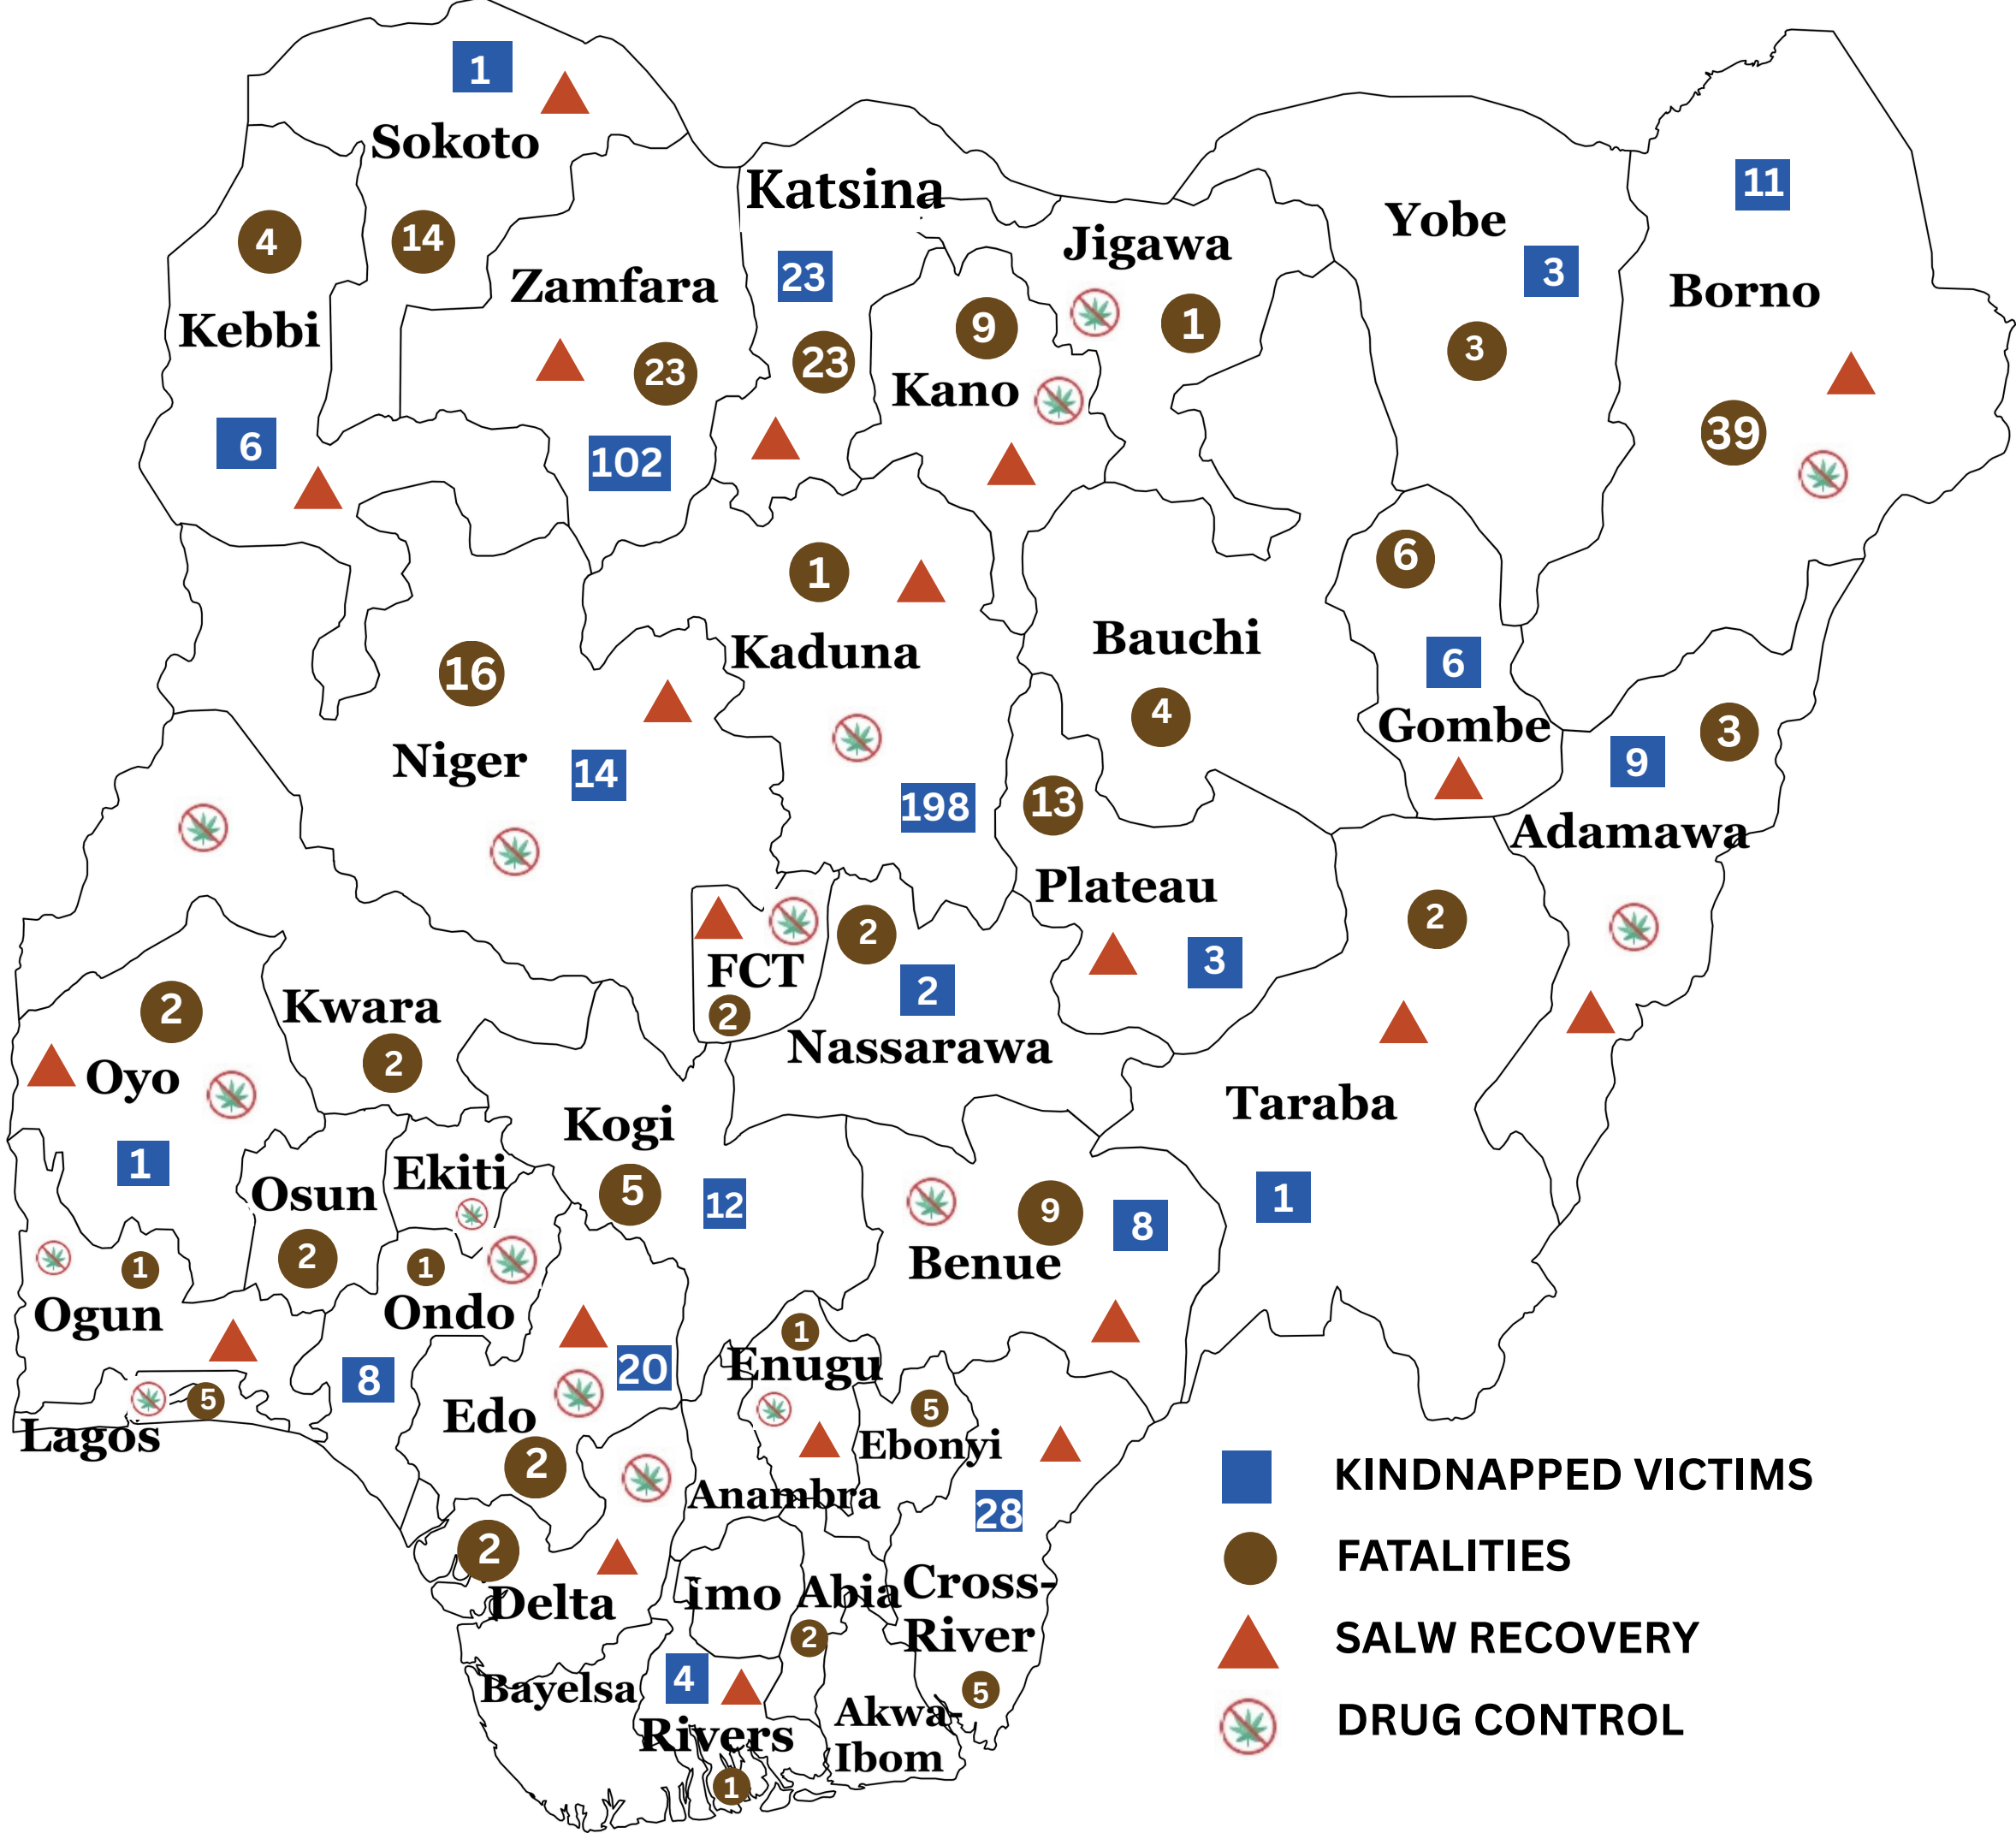 1
Sokoto
4
14
Kebbi
6
Zamfara
23
102
Katsina
23
23
9
Kano
Jigawa
1
Yobe
3
3
11
Borno
39
1
Kaduna
198
16
Niger
14
Bauchi
4
6
6
Gombe
3
9
Adamawa
13
Plateau
3
FCT
2
2
2
Nassarawa
2
Taraba
1
2
Oyo
1
Kwara
2
Kogi
5
12
Osun
2
Ekiti
1
Ondo
8
1
Ogun
5
Lagos
9
8
Benue
20
Edo
2
1
Enugu
5
Ebonyi
Anambra
28
2
Delta
Imo
Abia
2
Cross-
River
5
Bayelsa
4
Rivers
1
Akwa-
Ibom
KINDNAPPED VICTIMS
FATALITIES
SALW RECOVERY
DRUG CONTROL